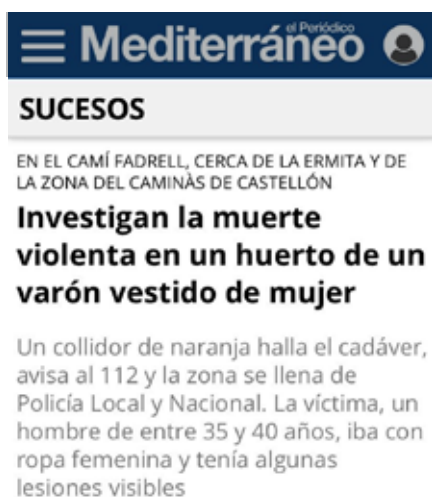 el Periódico
Mediterráneo
SUCESOS
EN EL CAMÍ FADRELL, CERCA DE LA ERMITA Y DE
LA ZONA DEL CAMINÀS DE CASTELLÓN
Investigan la muerte
violenta en un huerto de un
varón vestido de mujer
Un collidor de naranja halla el cadáver,
avisa al 112 y la zona se llena de
Policía Local y Nacional. La víctima, un
hombre de entre 35 y 40 años, iba con
ropa femenina y tenía algunas
lesiones visibles